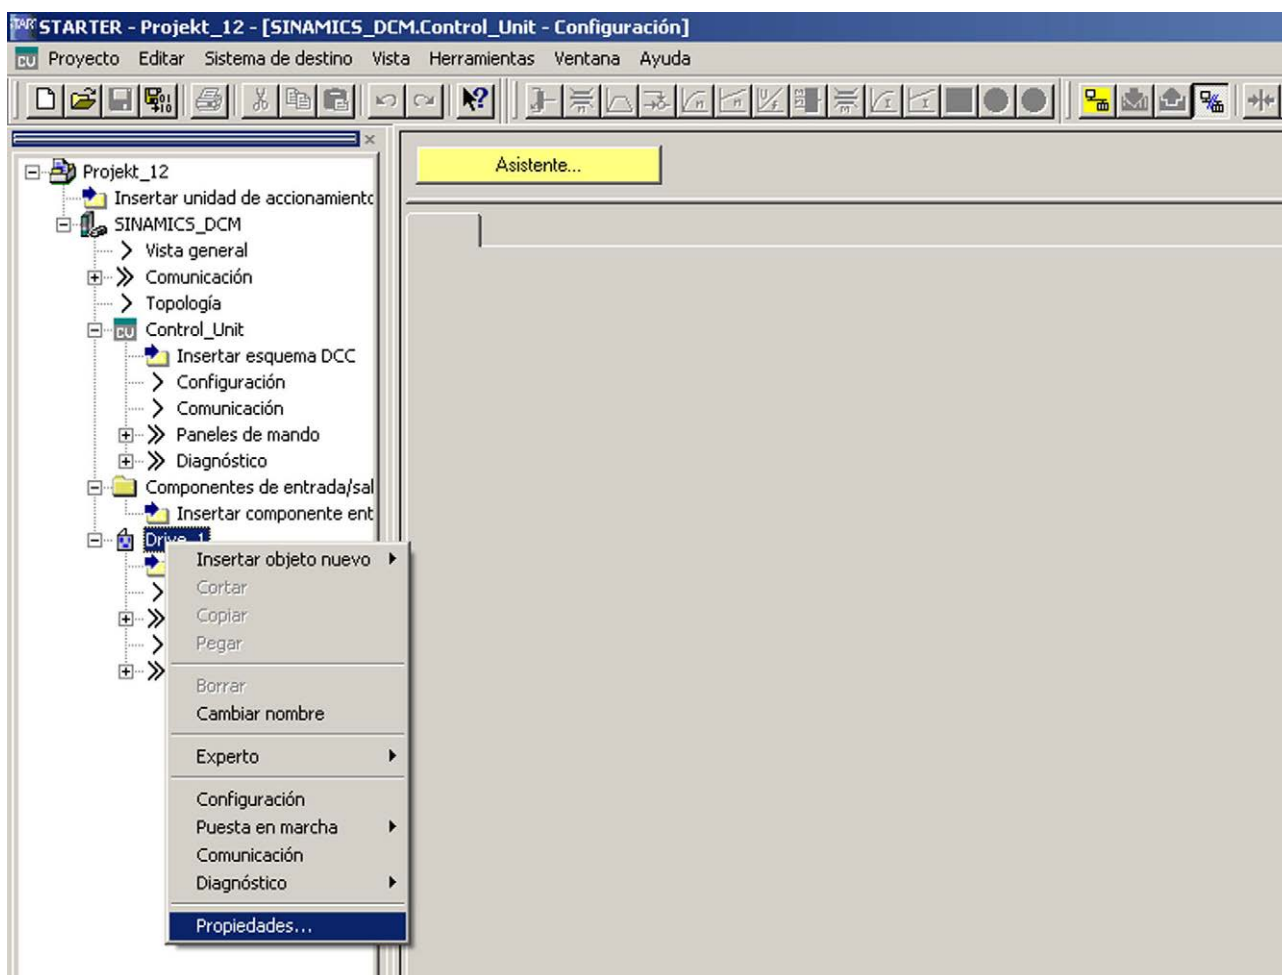 STARTER - Projekt_12 - [SINAMICS_DCM.Control_Unit - Configuración]
Proyecto Editar Sistema de destino Vista Herramientas Ventana Ayuda
Asistente...
Projekt_12
Insertar unidad de accionamiento
SINAMICS_DCM
Vista general
Comunicación
Topología
Control_Unit
Insertar esquema DCC
Configuración
Comunicación
Paneles de mando
Diagnóstico
Componentes de entrada/sal
Insertar componente ent
Drive_1
Insertar objeto nuevo
Cortar
Copiar
Pegar
Borrar
Cambiar nombre
Experto
Configuración
Puesta en marcha
Comunicación
Diagnóstico
Propiedades...